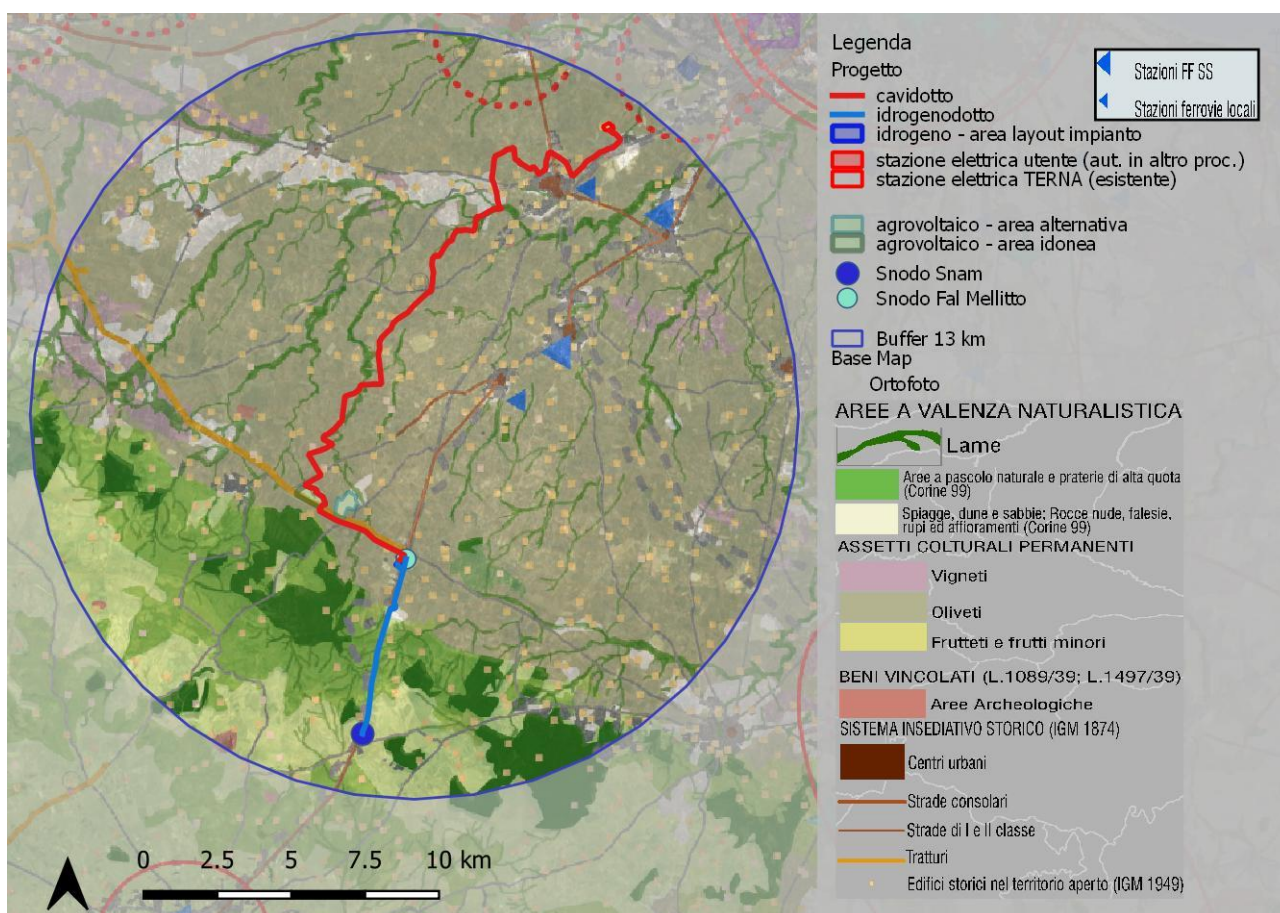 Legenda
Progetto
cavidotto
idrogenodotto
idrogeno - area layout impianto
stazione elettrica utente (aut. in altro proc.)
stazione elettrica TERNA (esistente)
agrovoltaico - area alternativa
agrovoltaico - area idonea
Snodo Snam
Snodo Fal Mellitto
Buffer 13 km
Base Map
Ortofoto
Stazioni FF SS
Stazioni ferrovie locali
AREE A VALENZA NATURALISTICA
Lame
Aree a pascolo naturale e praterie di alta quota
(Corine 99)
Spiagge, dune e sabbie; Rocce nude, falesie,
rupi ed affioramenti (Corine 99)
ASSETTI COLTURALI PERMANENTI
Vigneti
Oliveti
Frutteti e frutti minori
BENI VINCOLATI (L.1089/39; L.1497/39)
Aree Archeologiche
SISTEMA INSEDIATIVO STORICO (IGM 1874)
Centri urbani
Strade consolari
Strade di I e II classe
Tratturi
Edifici storici nel territorio aperto (IGM 1949)
0 2.5 5 7.5 10 km